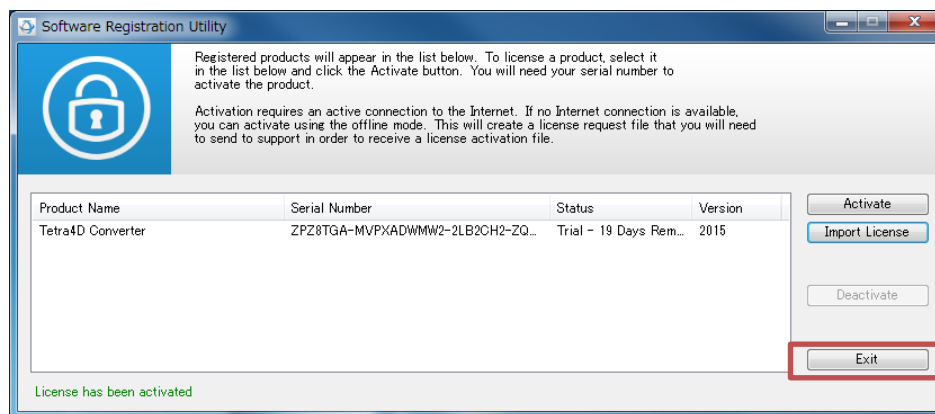 Software Registration Utility
Registered products will appear in the list below. To license a product, select it
in the list below and click the Activate button. You will need your serial number to
activate the product.
Activation requires an active connection to the Internet. If no Internet connection is available,
you can activate using the offline mode. This will create a license request file that you will need
to send to support in order to receive a license activation file.
Product Name Serial Number Status Version
Tetra4D Converter ZPZ8TGA-MVPXADWMW2-2LB2CH2-ZQ... Trial - 19 Days Rem... 2015
Activate
Import License
Deactivate
Exit
License has been activated